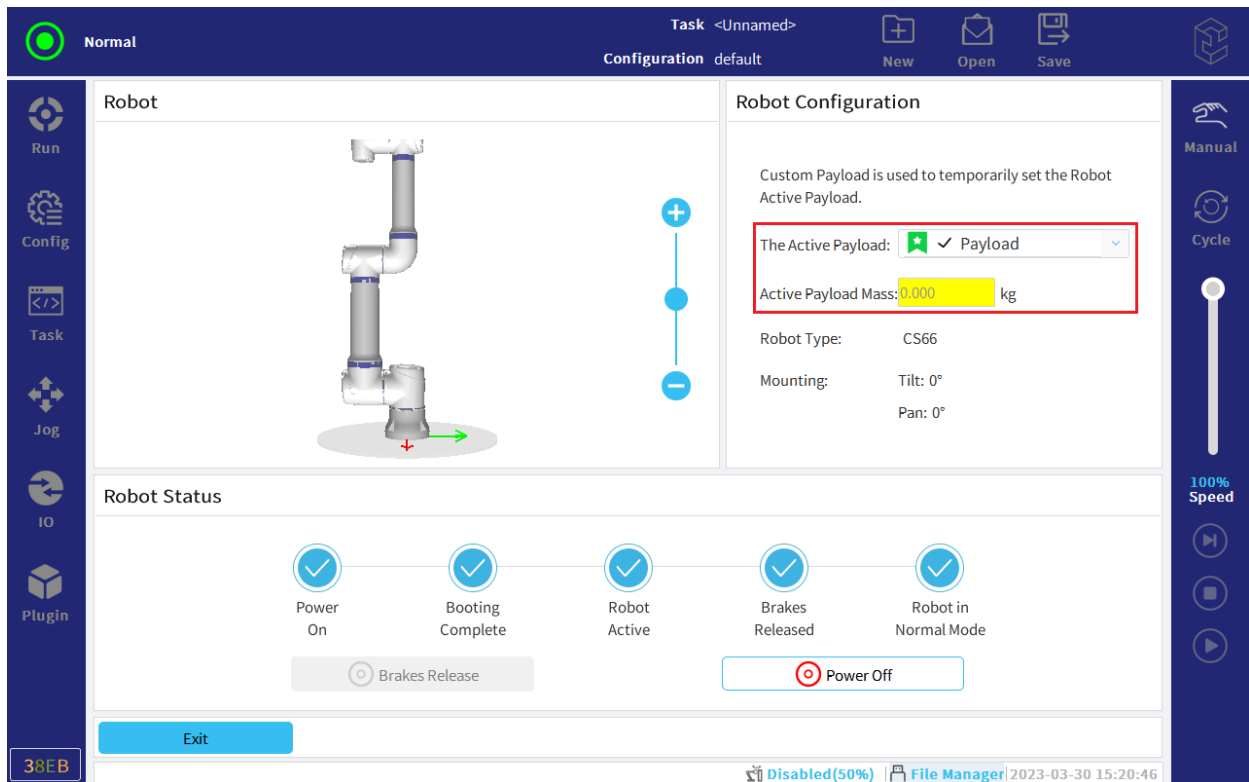 Normal
Task <Unnamed>
Configuration default
New
Open
Save
Run
Config
Task
Jog
IO
Plugin
38EB
Robot
Robot Configuration
Custom Payload is used to temporarily set the Robot
Active Payload.
The Active Payload: Payload
Active Payload Mass: 0.000 kg
Robot Type: CS66
Mounting: Tilt: 0°
Pan: 0°
Robot Status
Power
On
Booting
Complete
Robot
Active
Brakes
Released
Robot in
Normal Mode
Brakes Release
Power Off
Exit
Disabled(50%) File Manager 2023-03-30 15:20:46
Manual
Cycle
100%
Speed